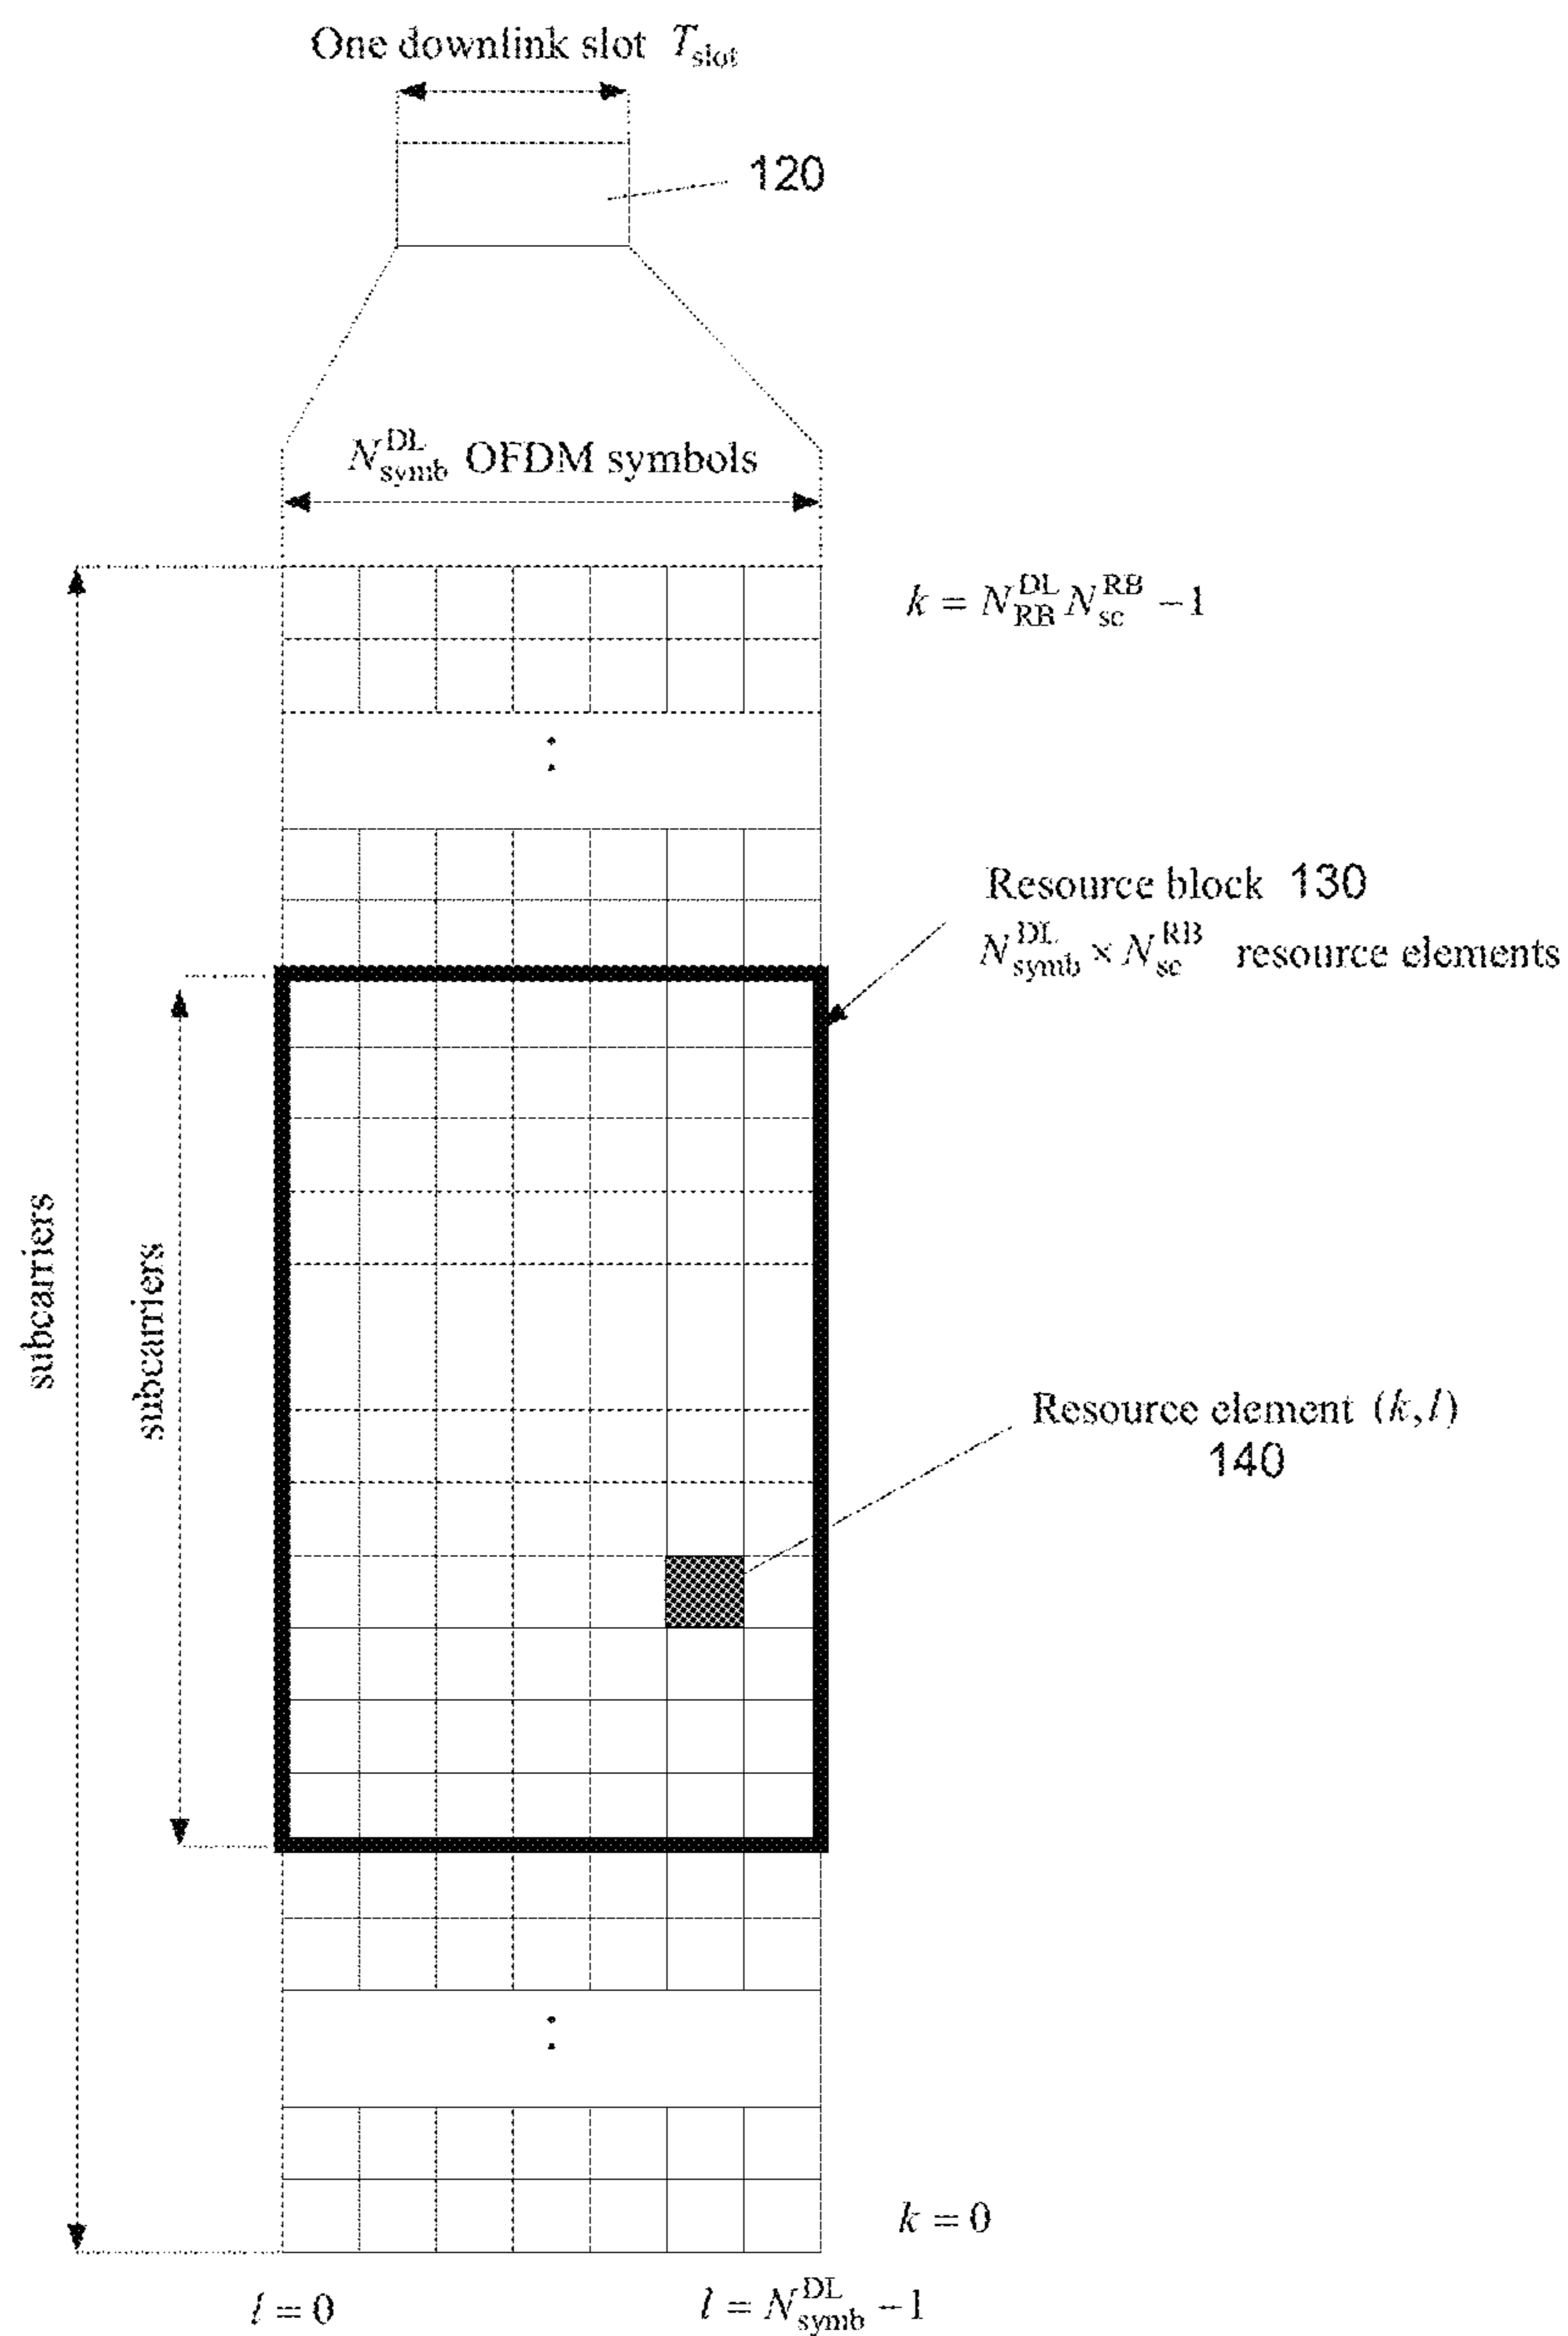 One downlink slot T_slot
120
N_symb^DL OFDM symbols
k = N_RB^DL N_sc^RB −1
Resource block 130
N_symb^DL × N_sc^RB resource elements
subcarriers
subcarriers
Resource element (k,l)
140
k = 0
l = 0
l = N_symb^DL −1